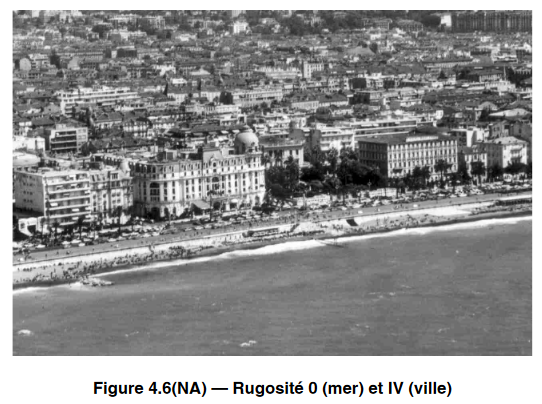 Figure 4.6(NA) — Rugosité 0 (mer) et IV (ville)